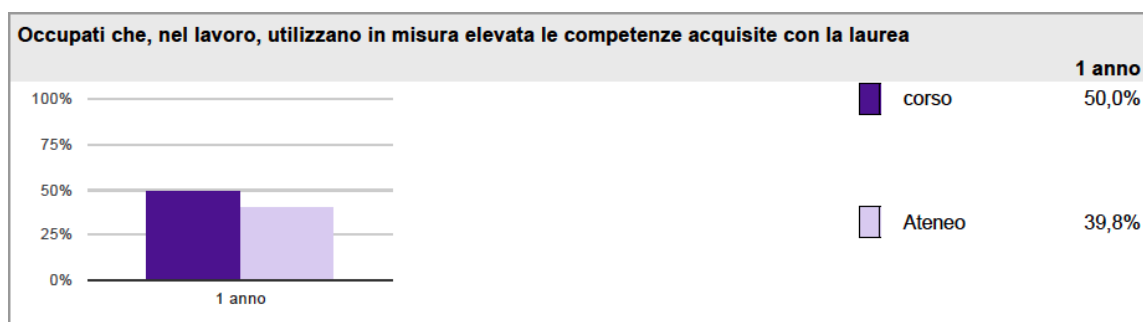 Occupati che, nel lavoro, utilizzano in misura elevata le competenze acquisite con la laurea
1 anno
100%
75%
50%
25%
0%
1 anno
corso 50,0%
Ateneo 39,8%